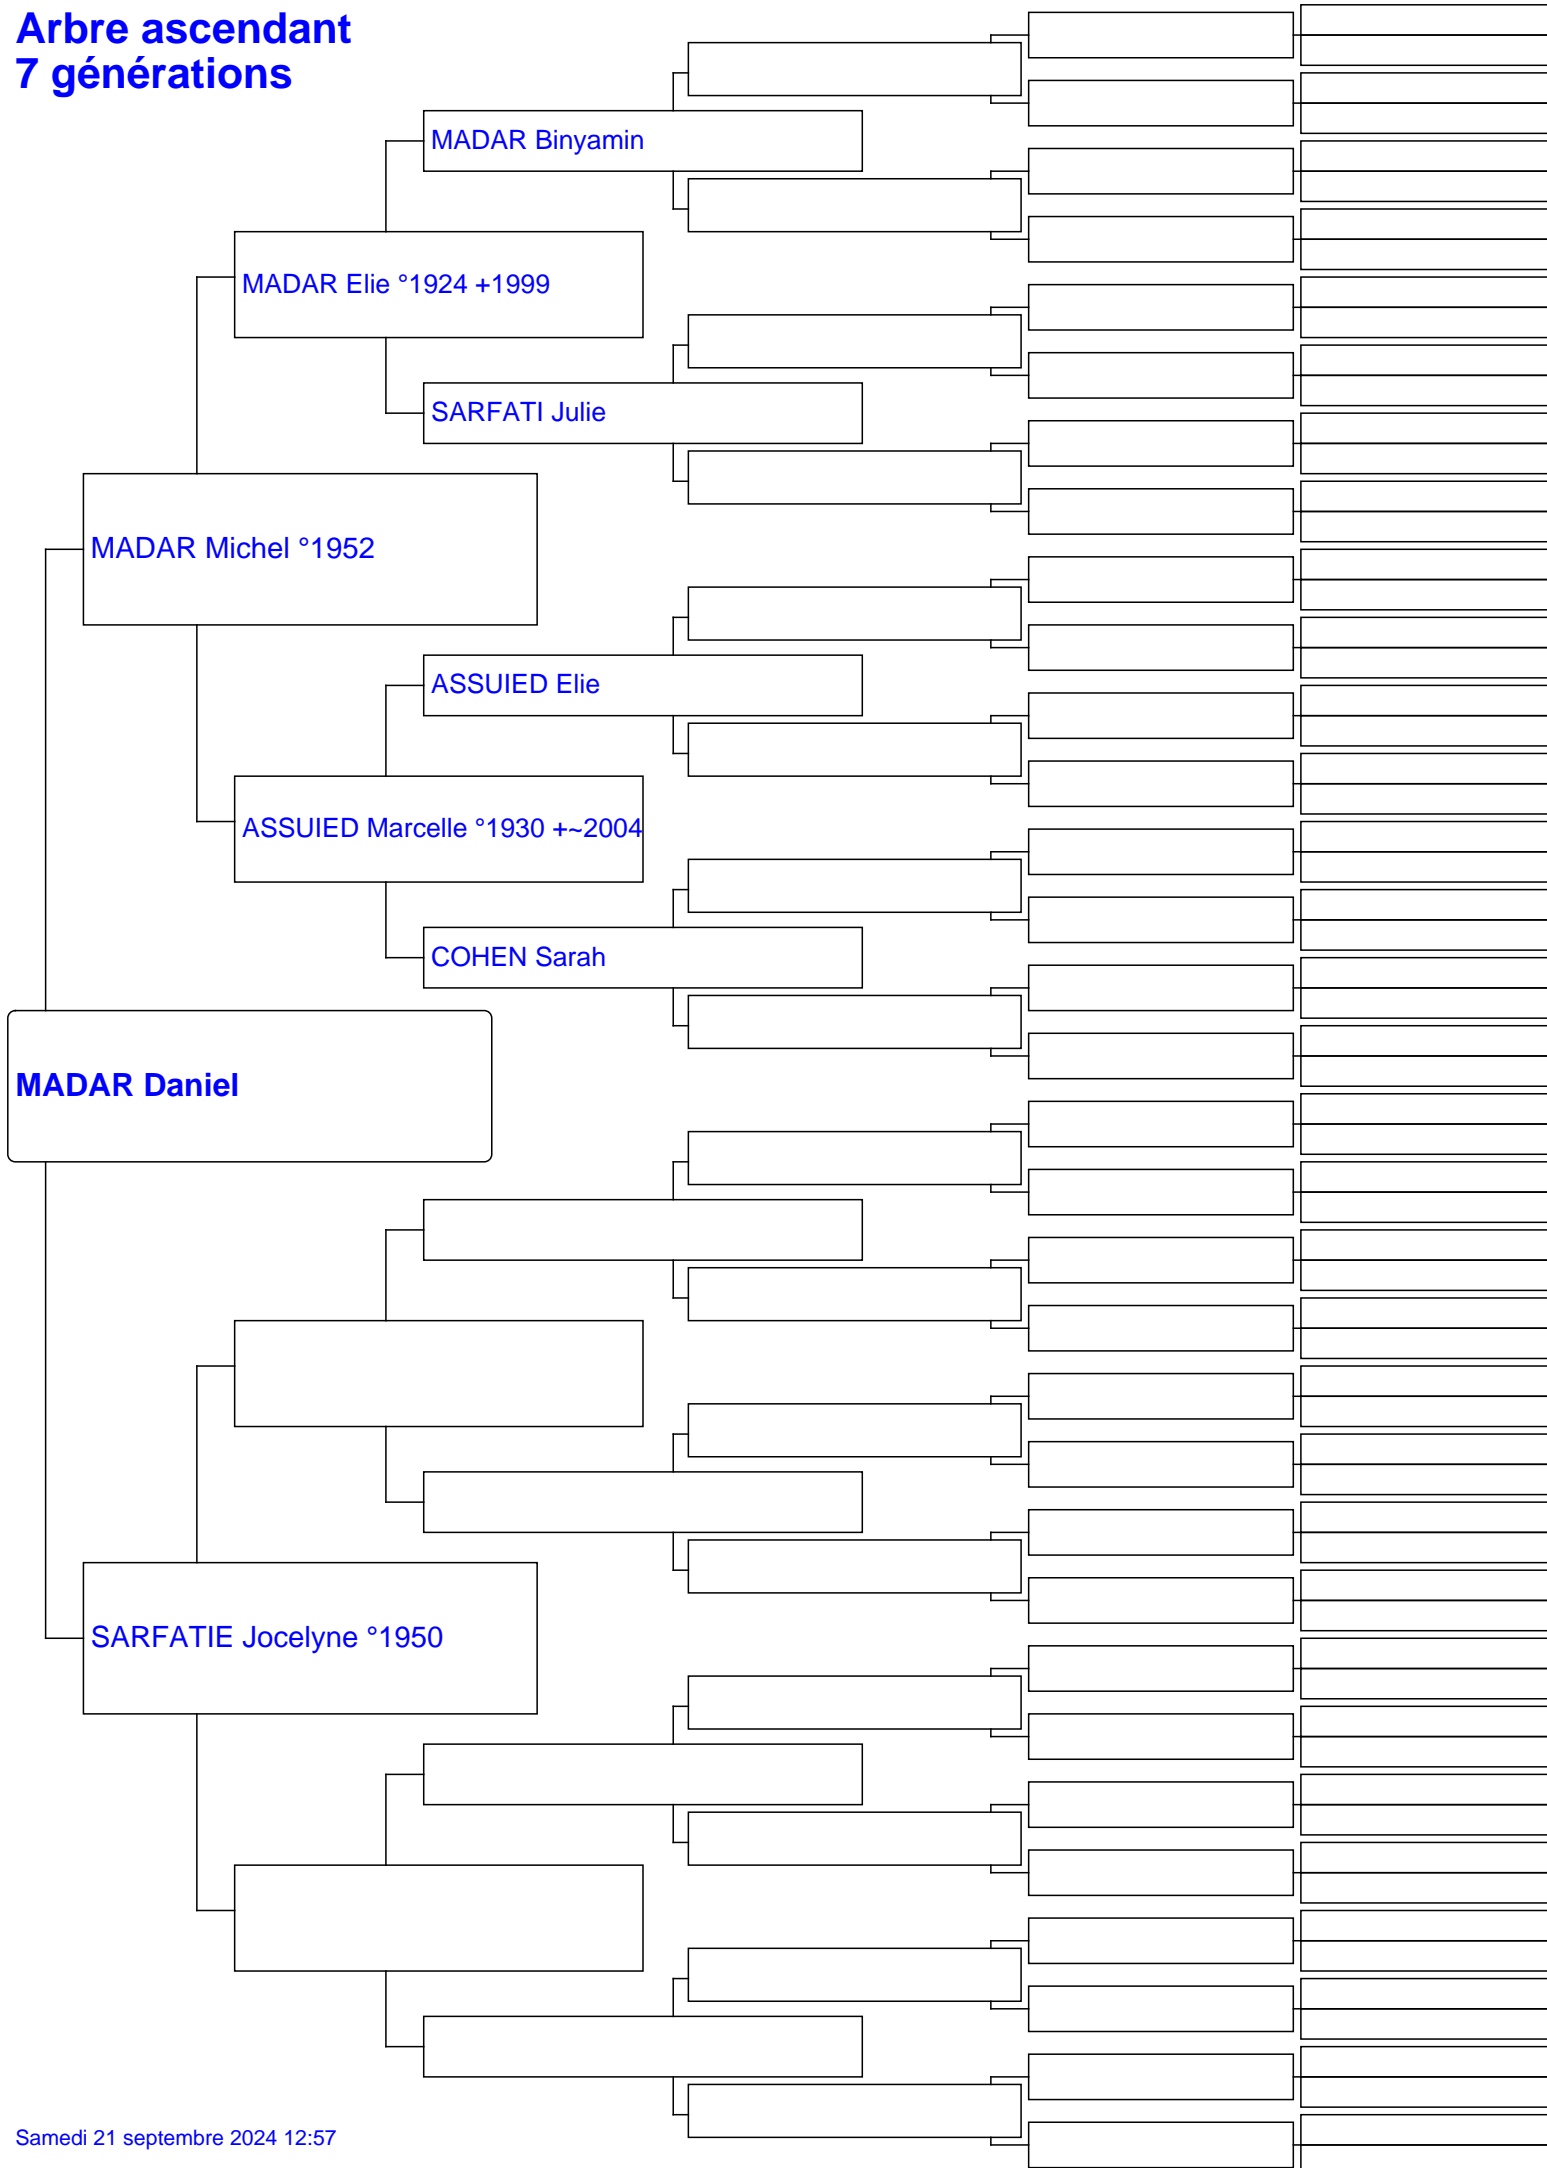 Arbre ascendant
7 générations
MADAR Binyamin
MADAR Elie °1924 +1999
SARFATI Julie
MADAR Michel °1952
ASSUIED Elie
ASSUIED Marcelle °1930 +~2004
COHEN Sarah
MADAR Daniel
SARFATIE Jocelyne °1950
Samedi 21 septembre 2024 12:57